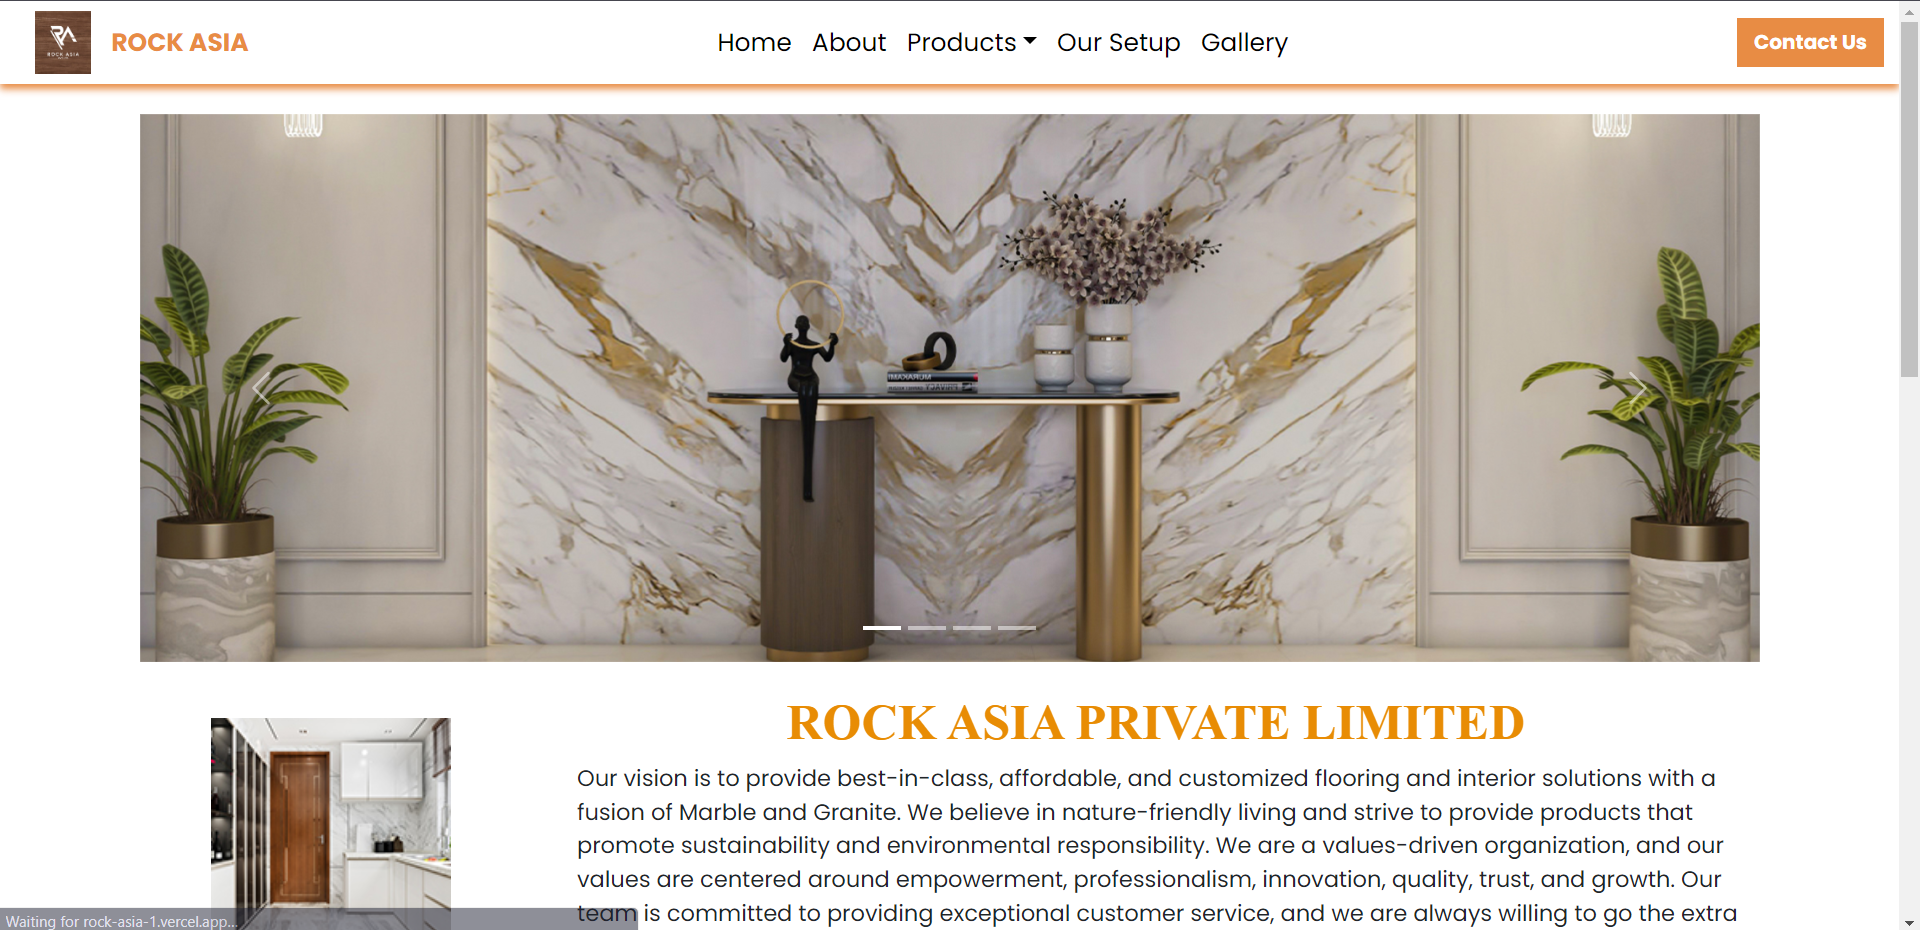 RA
ROCK ASIA
ROCK ASIA
Home About Products Our Setup Gallery
Contact Us
ROCK ASIA PRIVATE LIMITED
Our vision is to provide best-in-class, affordable, and customized flooring and interior solutions with a
fusion of Marble and Granite. We believe in nature-friendly living and strive to provide products that
promote sustainability and environmental responsibility. We are a values-driven organization, and our
values are centered around empowerment, professionalism, innovation, quality, trust, and growth. Our
team is committed to providing exceptional customer service, and we are always willing to go the extra
Waiting for rock-asia-1.vercel.app...